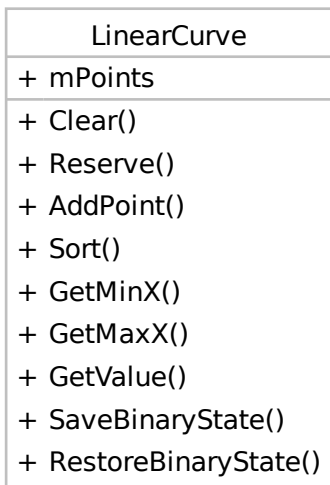 LinearCurve
+ mPoints
+ Clear()
+ Reserve()
+ AddPoint()
+ Sort()
+ GetMinX()
+ GetMaxX()
+ GetValue()
+ SaveBinaryState()
+ RestoreBinaryState()